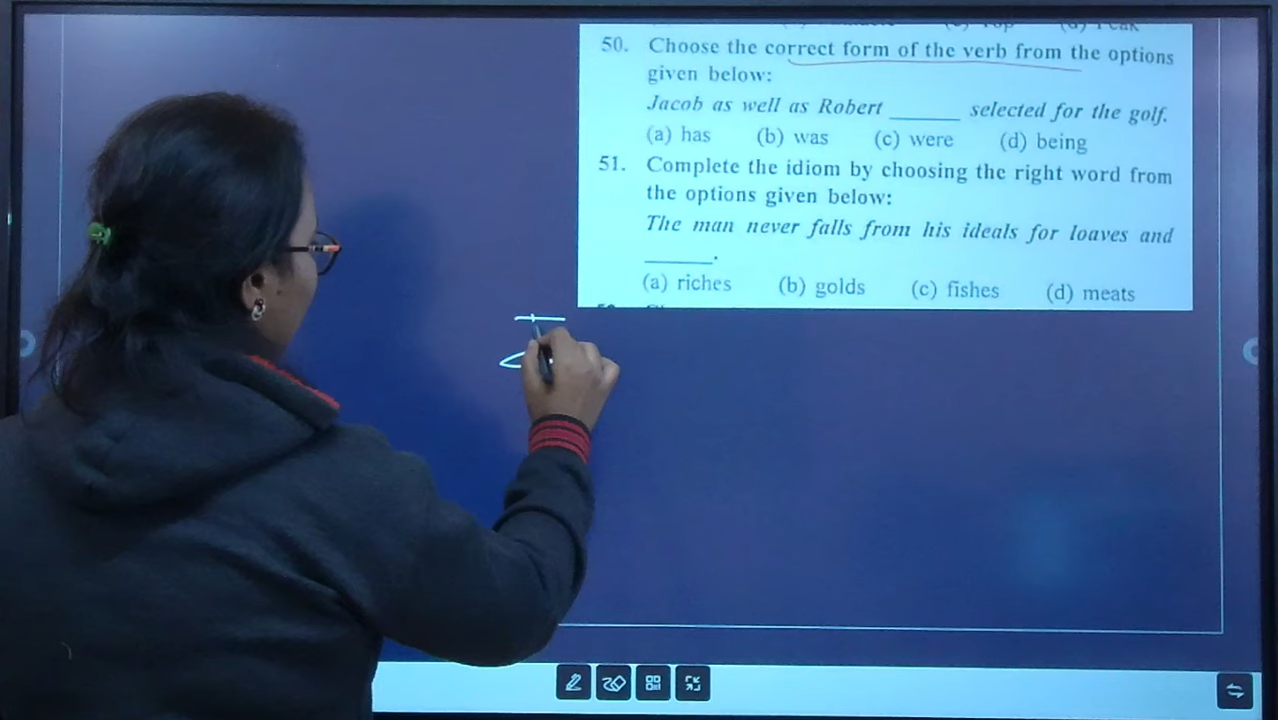 50. Choose the correct form of the verb from the options
given below:
Jacob as well as Robert ______ selected for the golf.
(a) has (b) was (c) were (d) being
51. Complete the idiom by choosing the right word from
the options given below:
The man never falls from his ideals for loaves and
______.
(a) riches (b) golds (c) fishes (d) meats